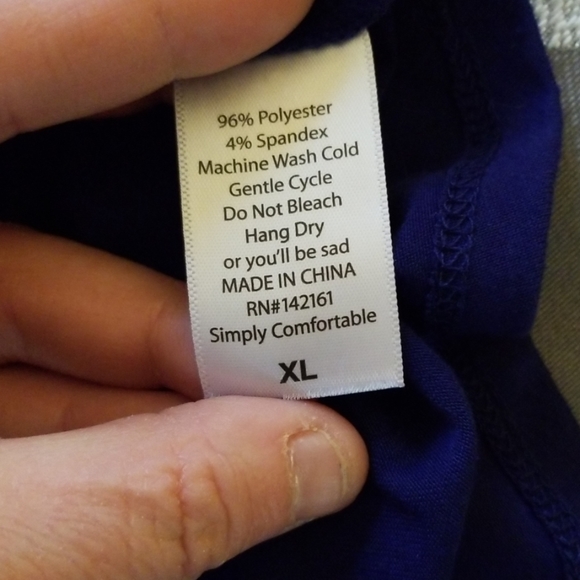 96% Polyester
4% Spandex
Machine Wash Cold
Gentle Cycle
Do Not Bleach
Hang Dry
or you'll be sad
MADE IN CHINA
RN#142161
Simply Comfortable
XL